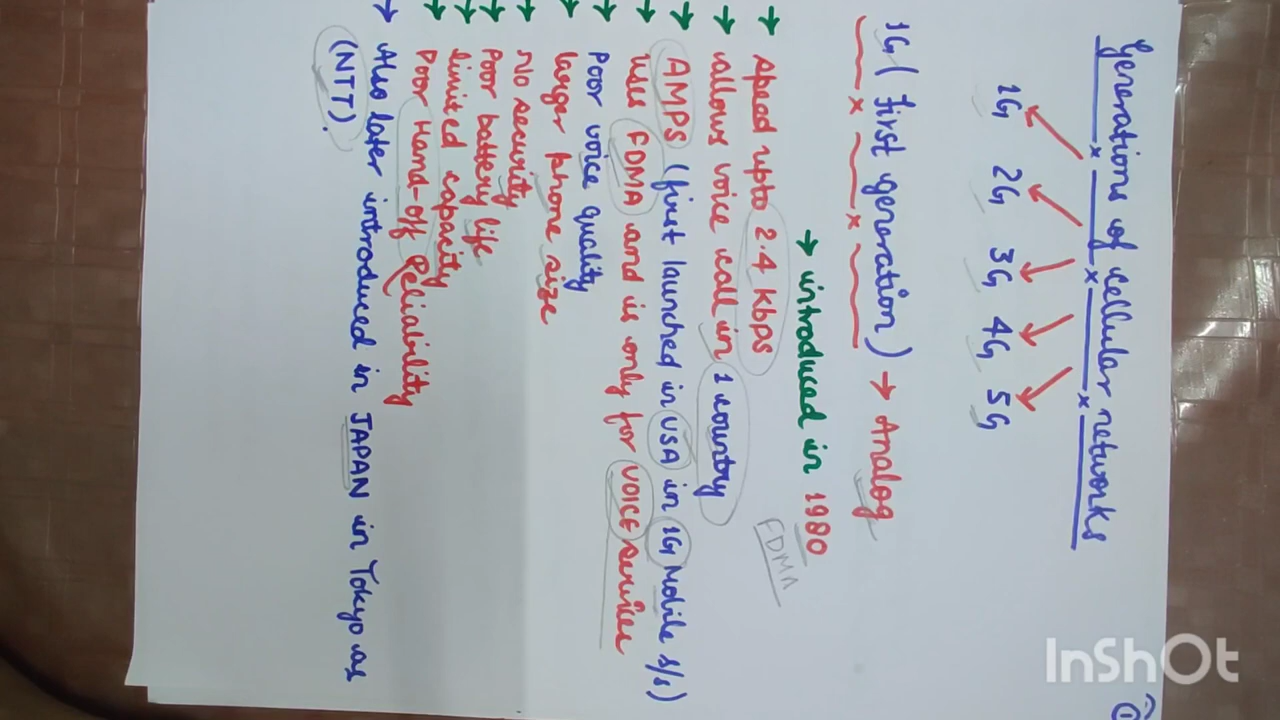 Generations of cellular networks
1G 2G 3G 4G 5G
1G (first generation) → Analog
→ introduced in 1980
FDMA
→ speed upto 2.4 Kbps
→ allows voice call in 1 country
→ AMPS (first launched in USA in 1G Mobile s/s)
→ uses FDMA and is only for VOICE services
→ Poor voice quality
→ larger phone size
→ No security
→ Poor battery life
→ limited capacity
→ Poor Hand-off Reliability
→ Also later introduced in JAPAN in Tokyo as
(NTT).
InShOt